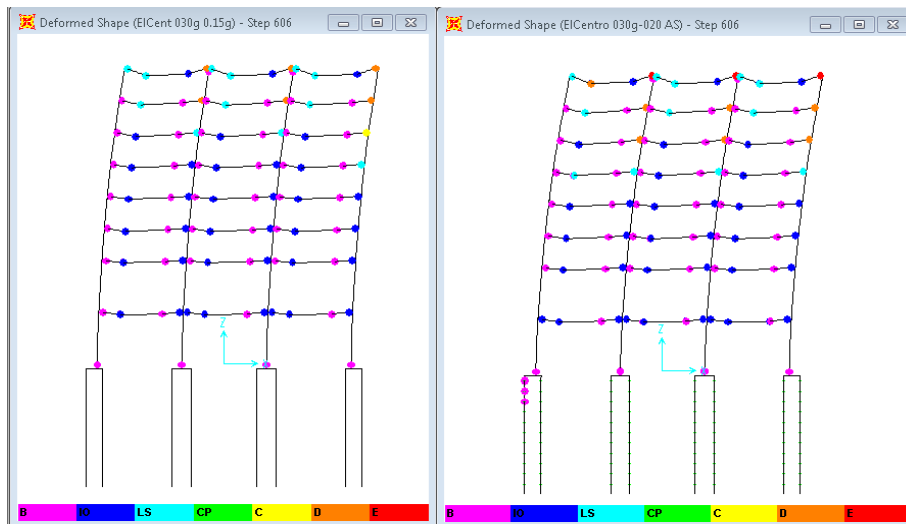 Deformed Shape (ElCent 030g 0.15g) - Step 606
Z
B IO LS CP C D E
Deformed Shape (ElCentro 030g-020 AS) - Step 606
Z
B IO LS CP C D E